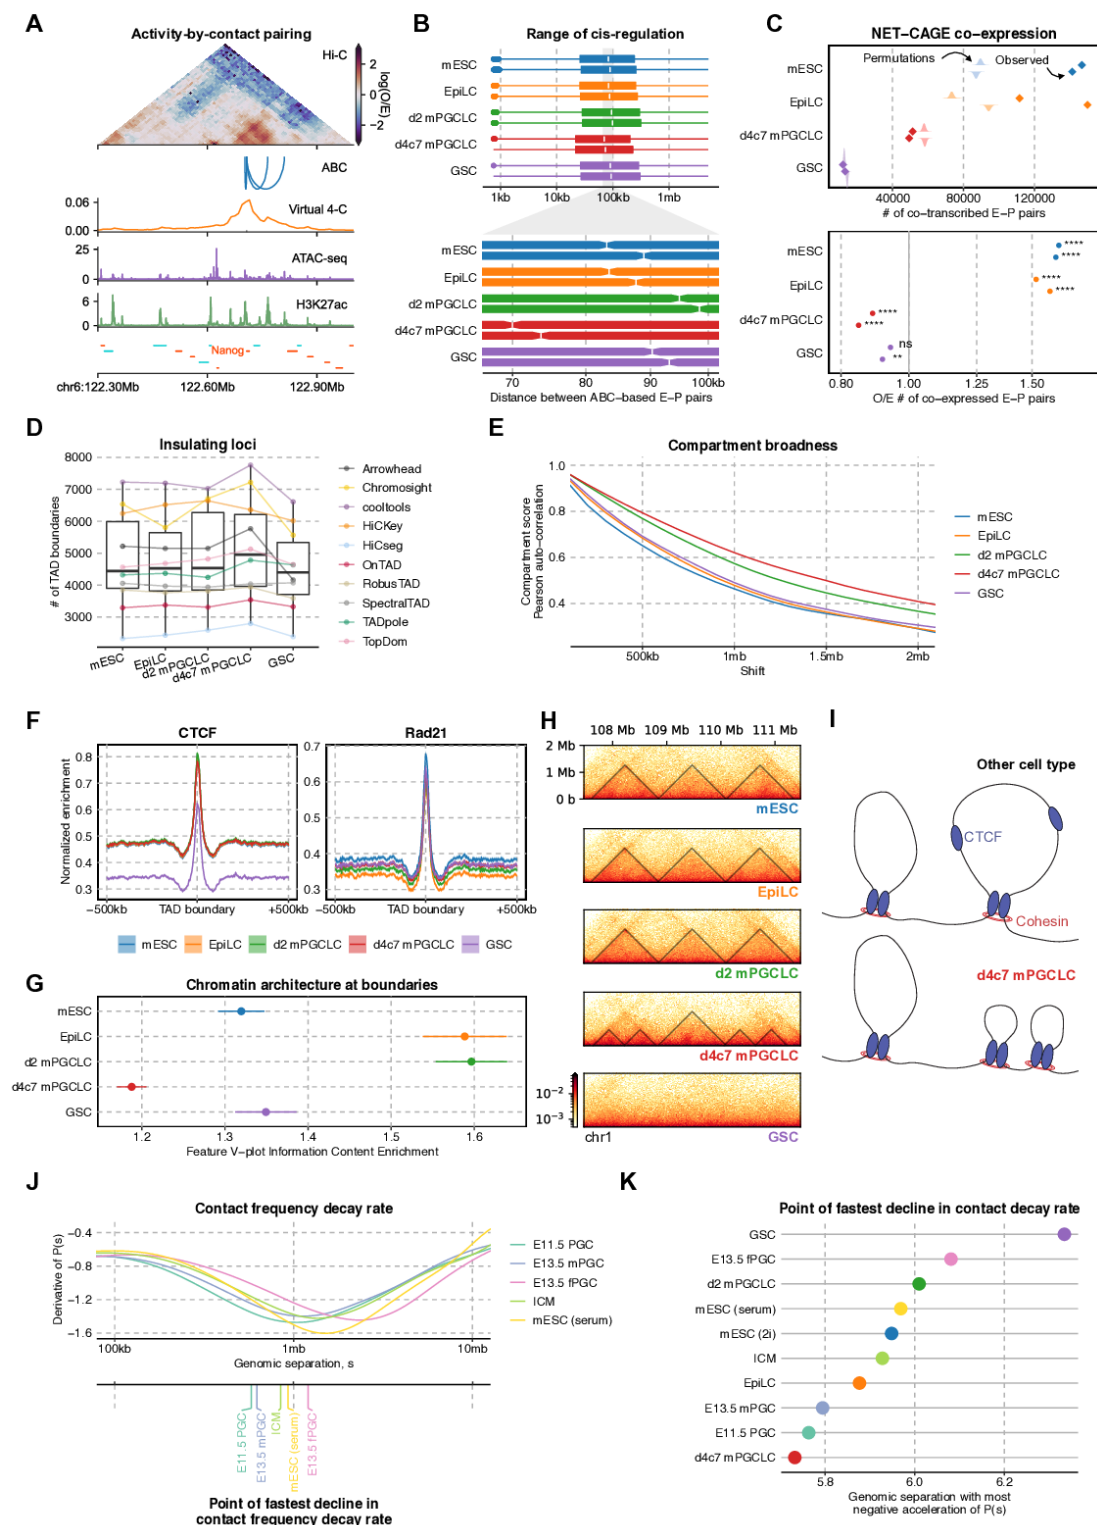 A
Activity-by-contact pairing
Hi-C
2
0
−2
log(O/E)
ABC
0.06
Virtual 4-C
0.00
25
ATAC-seq
0
H3K27ac
6
0
Nanog
chr6:122.30Mb
122.60Mb
122.90Mb
B
Range of cis-regulation
mESC
EpiLC
d2 mPGCLC
d4c7 mPGCLC
GSC
1kb
10kb
100kb
1mb
mESC
EpiLC
d2 mPGCLC
d4c7 mPGCLC
GSC
70
80
90
100kb
Distance between ABC−based E−P pairs
C
NET−CAGE co-expression
Permutations
Observed
mESC
EpiLC
d4c7 mPGCLC
GSC
40000
80000
120000
# of co-transcribed E−P pairs
mESC
****
****
EpiLC
****
****
d4c7 mPGCLC
****
****
GSC
ns
**
0.80
1.00
1.25
1.50
O/E # of co-expressed E−P pairs
D
Insulating loci
8000
7000
6000
5000
4000
3000
# of TAD boundaries
mESC
EpiLC
d2 mPGCLC
d4c7 mPGCLC
GSC
Arrowhead
Chromosight
cooltools
HiCKey
HiCseg
OnTAD
RobusTAD
SpectralTAD
TADpole
TopDom
E
Compartment broadness
1.0
0.8
0.6
0.4
Compartment score
Pearson auto-correlation
500kb
1mb
1.5mb
2mb
Shift
mESC
EpiLC
d2 mPGCLC
d4c7 mPGCLC
GSC
F
CTCF
Rad21
Normalized enrichment
0.8
0.7
0.6
0.5
0.4
0.3
0.7
0.6
0.5
0.4
0.3
−500kb
TAD boundary
+500kb
−500kb
TAD boundary
+500kb
mESC
EpiLC
d2 mPGCLC
d4c7 mPGCLC
GSC
G
Chromatin architecture at boundaries
mESC
EpiLC
d2 mPGCLC
d4c7 mPGCLC
GSC
1.2
1.3
1.4
1.5
1.6
Feature V−plot Information Content Enrichment
H
108 Mb
109 Mb
110 Mb
111 Mb
2 Mb
1 Mb
0 b
mESC
EpiLC
d2 mPGCLC
d4c7 mPGCLC
10⁻²
10⁻³
chr1
GSC
I
Other cell type
CTCF
Cohesin
d4c7 mPGCLC
J
Contact frequency decay rate
−0.4
−0.8
−1.2
−1.6
Derivative of P(s)
100kb
1mb
10mb
Genomic separation, s
E11.5 PGC
E13.5 mPGC
E13.5 fPGC
ICM
mESC (serum)
E11.5 PGC
E13.5 mPGC
ICM
mESC (serum)
E13.5 fPGC
Point of fastest decline in
contact frequency decay rate
K
Point of fastest decline in contact decay rate
GSC
E13.5 fPGC
d2 mPGCLC
mESC (serum)
mESC (2i)
ICM
EpiLC
E13.5 mPGC
E11.5 PGC
d4c7 mPGCLC
5.8
6.0
6.2
Genomic separation with most
negative acceleration of P(s)